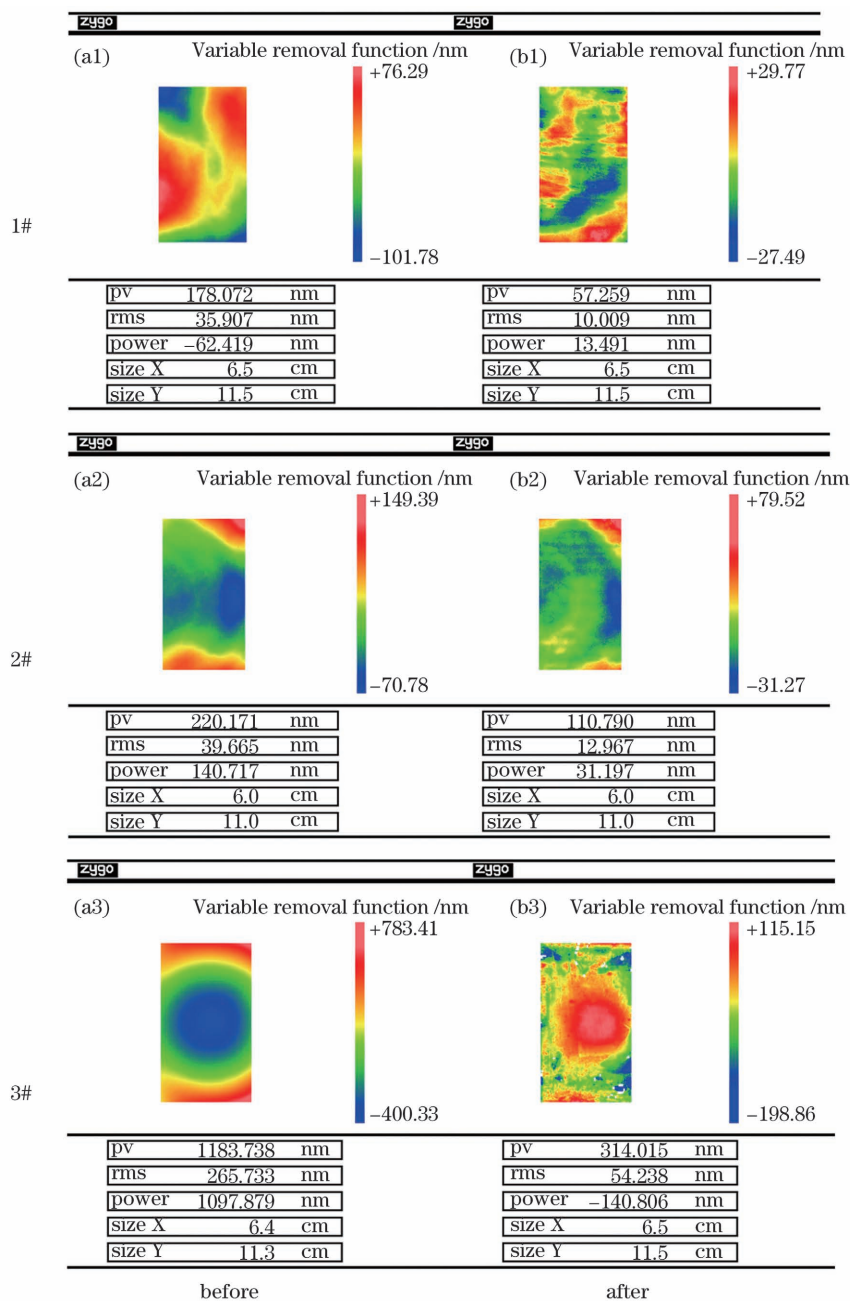 zygo zygo
(a1) Variable removal function /nm (b1) Variable removal function /nm
+76.29 +29.77
1#
−101.78 −27.49
pv 178.072 nm pv 57.259 nm
rms 35.907 nm rms 10.009 nm
power −62.419 nm power 13.491 nm
size X 6.5 cm size X 6.5 cm
size Y 11.5 cm size Y 11.5 cm
zygo zygo
(a2) Variable removal function /nm (b2) Variable removal function /nm
+149.39 +79.52
2#
−70.78 −31.27
pv 220.171 nm pv 110.790 nm
rms 39.665 nm rms 12.967 nm
power 140.717 nm power 31.197 nm
size X 6.0 cm size X 6.0 cm
size Y 11.0 cm size Y 11.0 cm
zygo zygo
(a3) Variable removal function /nm (b3) Variable removal function /nm
+783.41 +115.15
3#
−400.33 −198.86
pv 1183.738 nm pv 314.015 nm
rms 265.733 nm rms 54.238 nm
power 1097.879 nm power −140.806 nm
size X 6.4 cm size X 6.5 cm
size Y 11.3 cm size Y 11.5 cm
before after